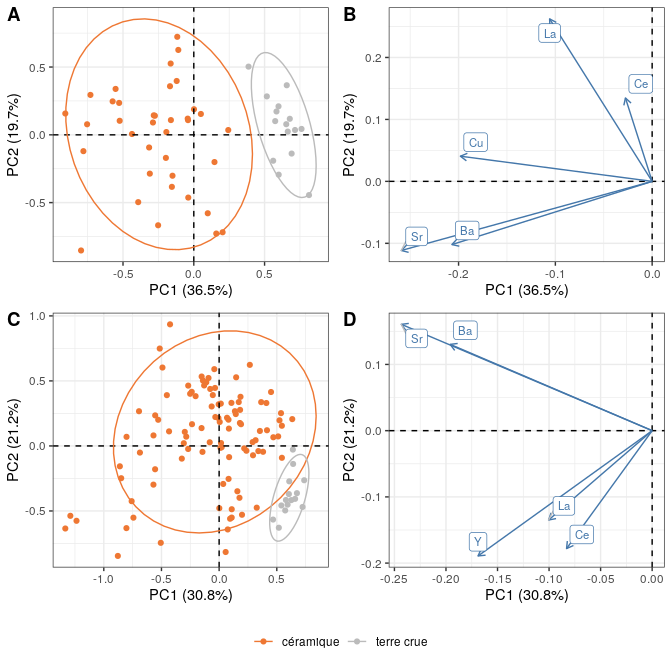 A
B
0.5
0.0
-0.5
PC2 (19.7%)
-0.5
0.0
0.5
PC1 (36.5%)
0.2
0.1
0.0
-0.1
PC2 (19.7%)
La
Ce
Cu
Sr
Ba
-0.2
-0.1
0.0
PC1 (36.5%)
C
D
1.0
0.5
0.0
-0.5
PC2 (21.2%)
-1.0
-0.5
0.0
0.5
PC1 (30.8%)
0.1
0.0
-0.1
-0.2
PC2 (21.2%)
Ba
Sr
La
Ce
Y
-0.25
-0.20
-0.15
-0.10
-0.05
0.00
PC1 (30.8%)
céramique
terre crue